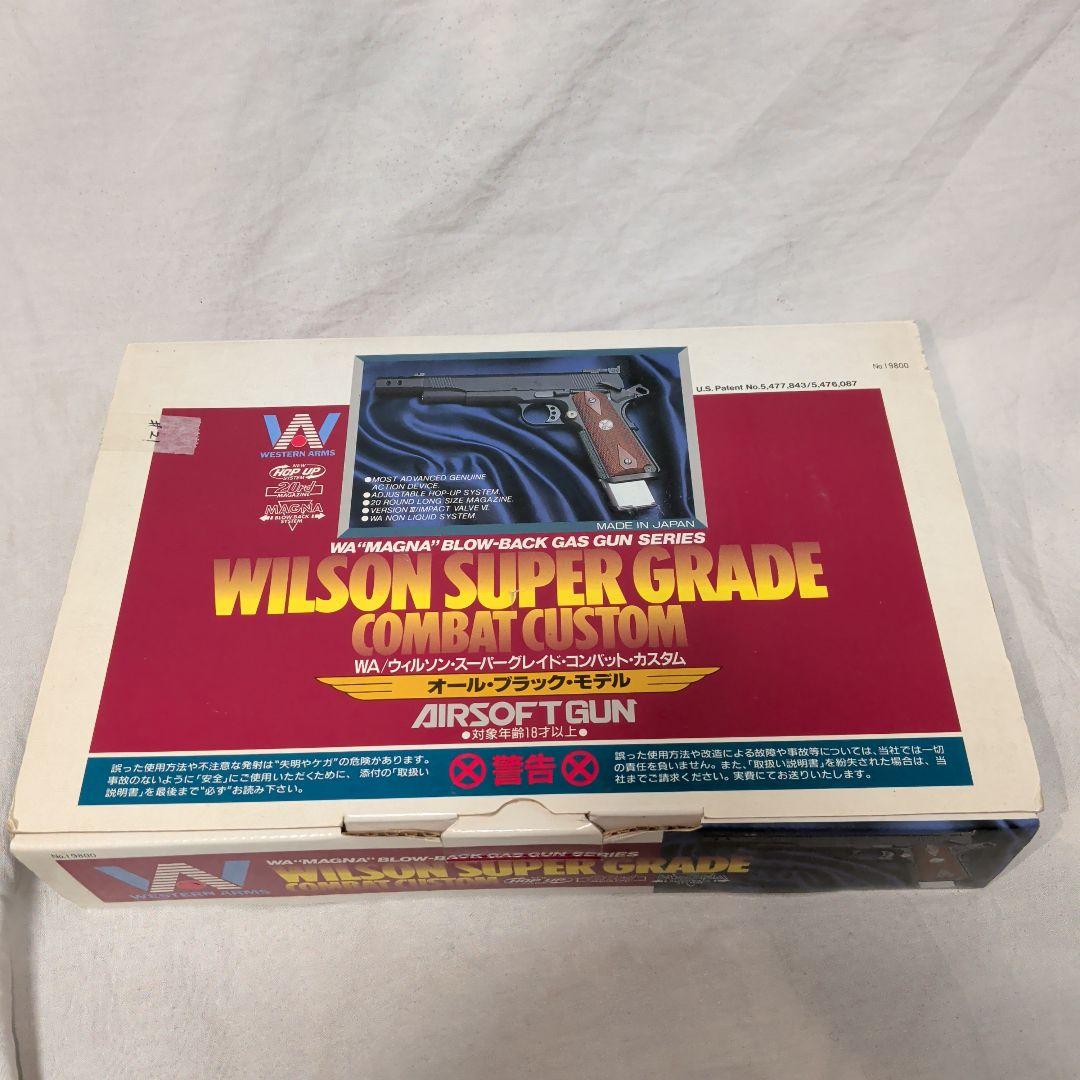 No.19800
U.S. Patent No.5,477,843/5,476,087
#21
WESTERN ARMS
NEW
HOP UP
SYSTEM
20rd
MAGAZINE
MAGNA
BLOW BACK
SYSTEM
●MOST ADVANCED GENUINE
ACTION DEVICE.
●ADJUSTABLE HOP-UP SYSTEM.
●20 ROUND LONG SIZE MAGAZINE.
●VERSION Ⅳ/IMPACT VALVE Ⅵ.
●WA NON LIQUID SYSTEM.
MADE IN JAPAN
WA "MAGNA" BLOW-BACK GAS GUN SERIES
WILSON SUPER GRADE
COMBAT CUSTOM
WA/ウィルソン・スーパーグレイド・コンバット・カスタム
オール・ブラック・モデル
AIRSOFT GUN
●対象年齢18才以上●
誤った使用方法や不注意な発射は"失明やケガ"の危険があります。
事故のないように「安全」にご使用いただくために、添付の「取扱い
説明書」を最後まで"必ず"お読み下さい。
警告
誤った使用方法や改造による故障や事故等については、当社では一切
の責任を負いません。また、「取扱い説明書」を紛失された場合は、当
社までご請求ください。実費にてお送りいたします。
No.19800
WESTERN ARMS
WA "MAGNA" BLOW-BACK GAS GUN SERIES
WILSON SUPER GRADE
COMBAT CUSTOM
HOP UP